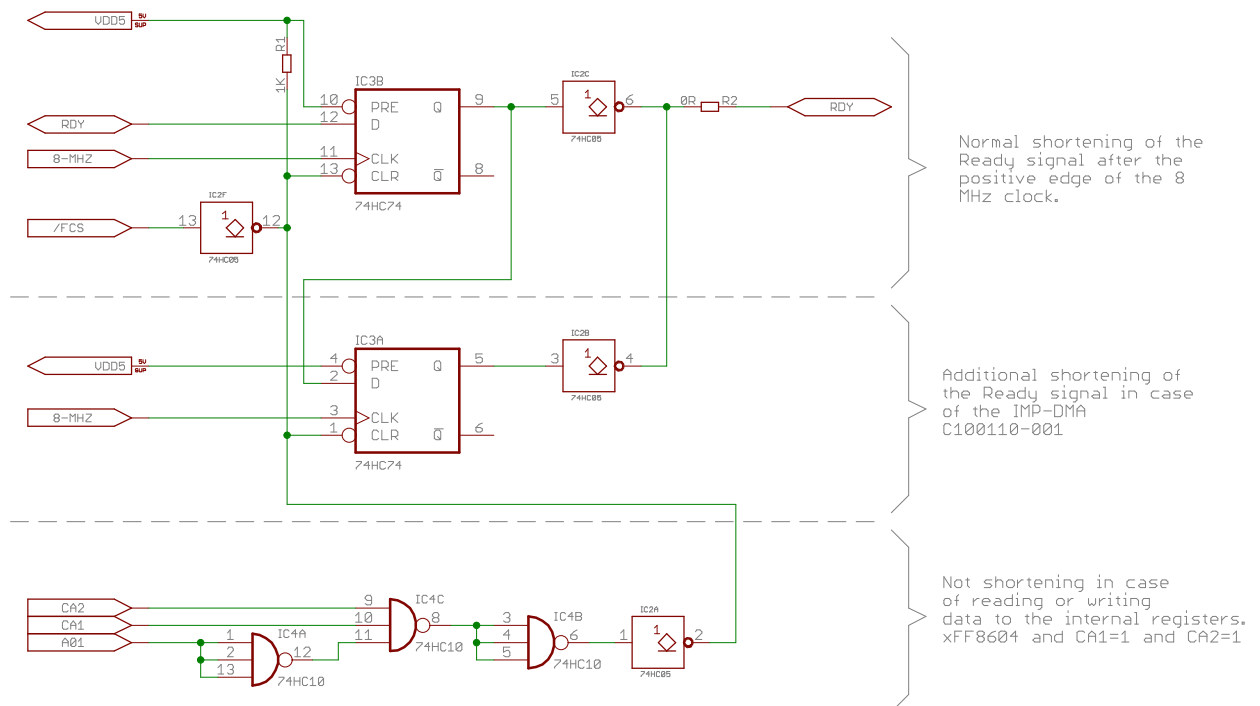 VDD5
5V
SUP
R1
1K
IC3B
10
PRE
Q
9
RDY
12
D
8-MHZ
11
CLK
13
CLR
Q
8
74HC74
IC2C
5
1
6
74HC05
0R
R2
RDY
Normal shortening of the
Ready signal after the
positive edge of the 8
MHz clock.
IC2F
/FCS
13
1
12
74HC05
IC3A
VDD5
5V
SUP
4
PRE
Q
5
2
D
8-MHZ
3
CLK
1
CLR
Q
6
74HC74
IC2B
3
1
4
74HC05
Additional shortening of
the Ready signal in case
of the IMP-DMA
C100110-001
CA2
CA1
A01
1
2
13
IC4A
12
74HC10
9
10
11
IC4C
8
74HC10
3
4
5
IC4B
6
74HC10
IC2A
1
1
2
74HC05
Not shortening in case
of reading or writing
data to the internal registers.
xFF8604 and CA1=1 and CA2=1